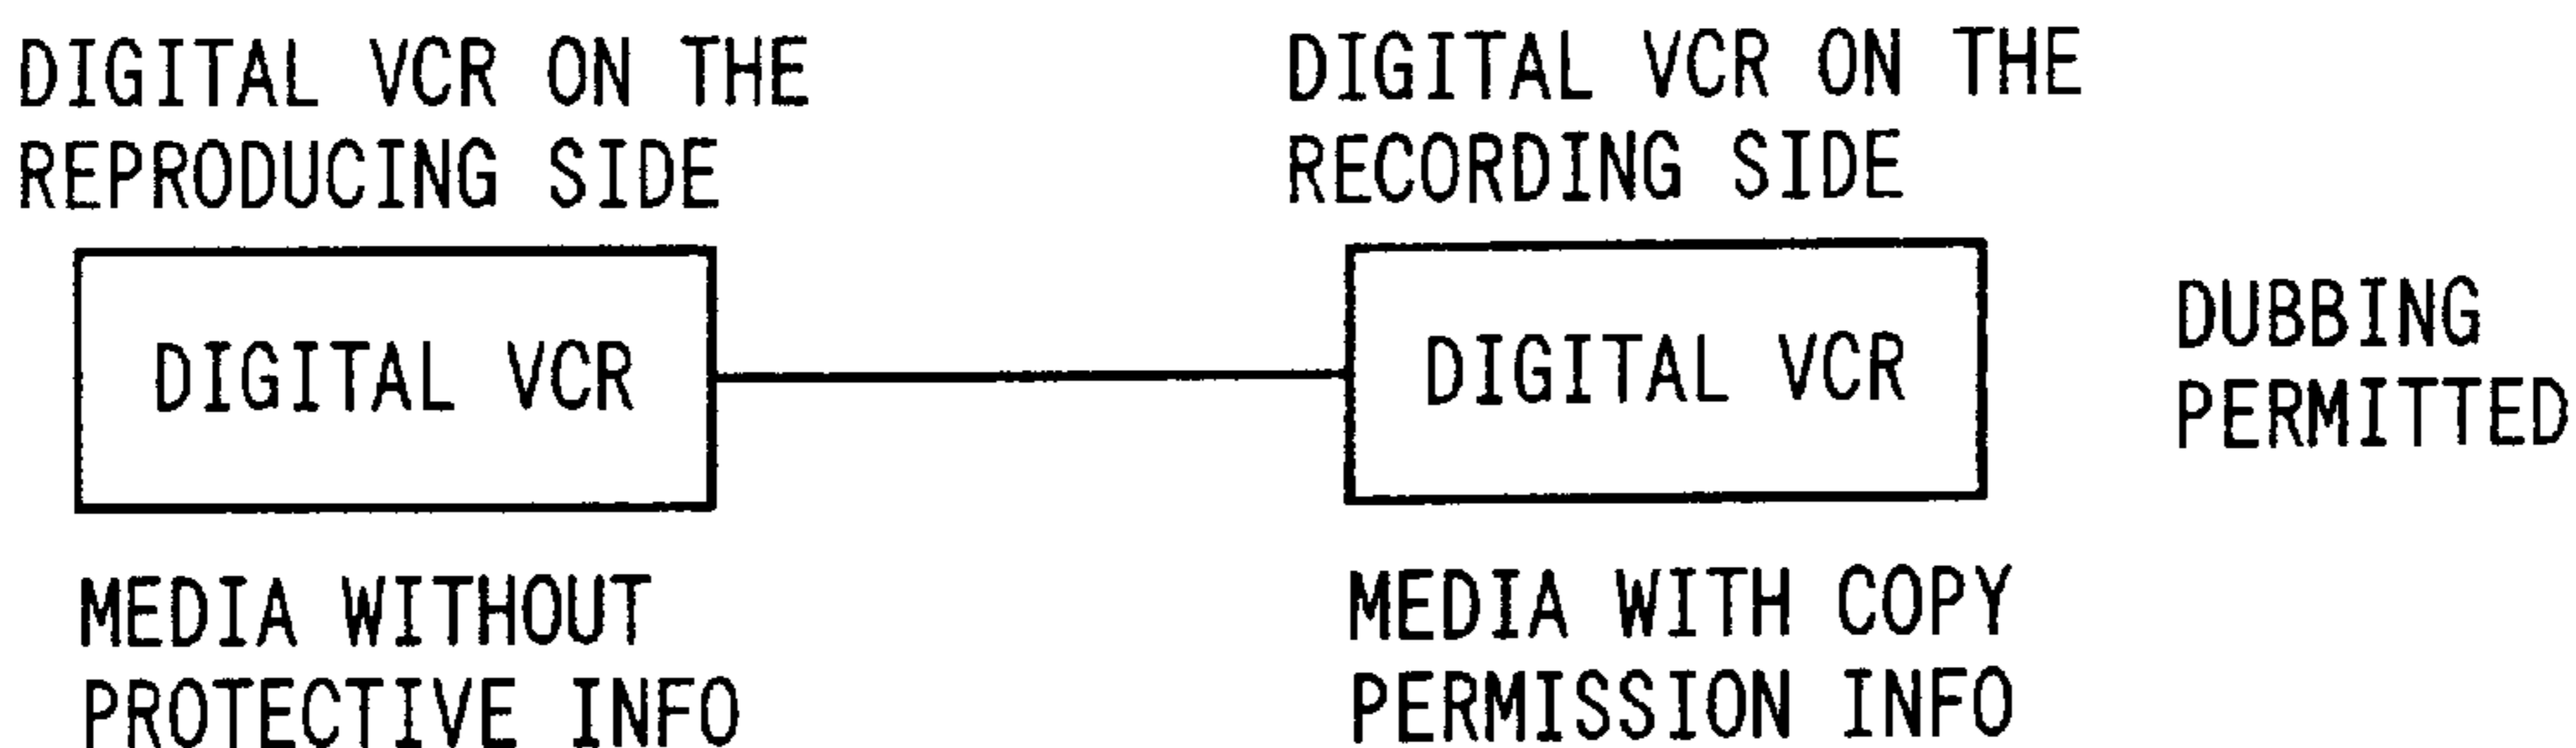 DIGITAL VCR ON THE
REPRODUCING SIDE
DIGITAL VCR ON THE
RECORDING SIDE
DIGITAL VCR
DIGITAL VCR
DUBBING
PERMITTED
MEDIA WITHOUT
PROTECTIVE INFO
MEDIA WITH COPY
PERMISSION INFO